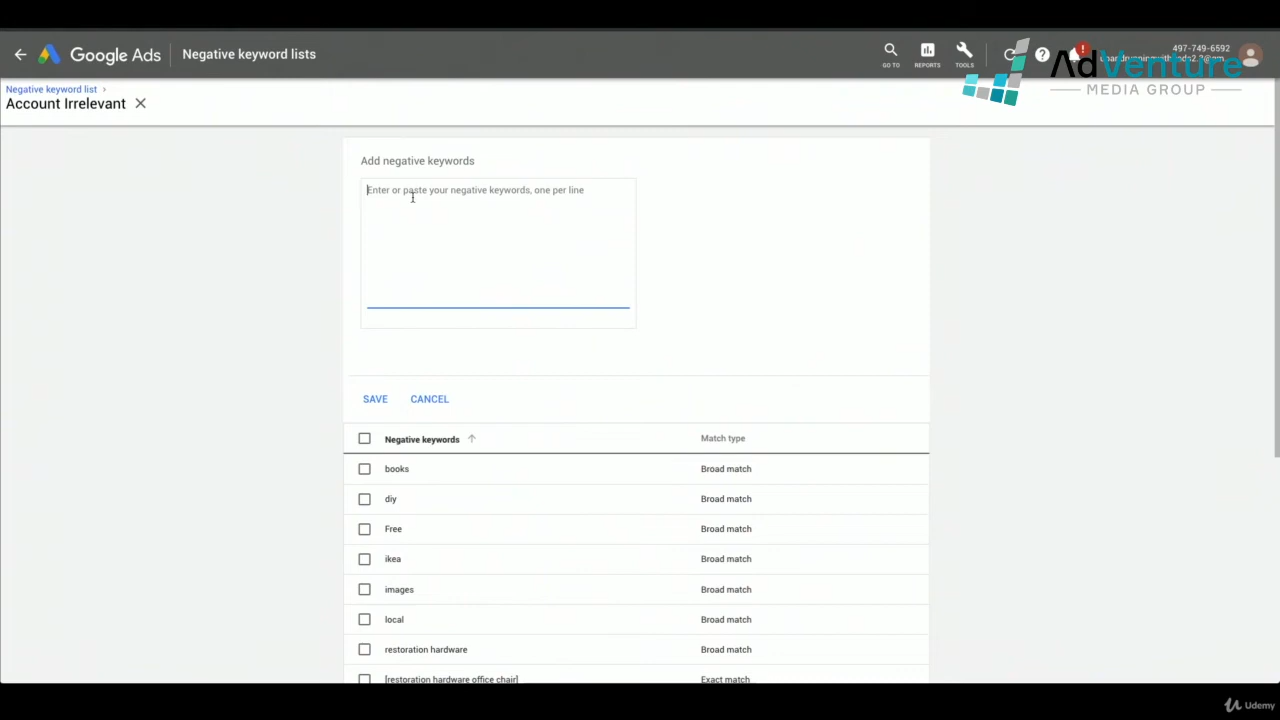 Google Ads
Negative keyword lists
GO TO
REPORTS
TOOLS
497-749-6592
AdVenture
MEDIA GROUP
Negative keyword list
Account Irrelevant
Add negative keywords
Enter or paste your negative keywords, one per line
SAVE CANCEL
Negative keywords Match type
books Broad match
diy Broad match
Free Broad match
ikea Broad match
images Broad match
local Broad match
restoration hardware Broad match
[restoration hardware office chair] Exact match
Udemy